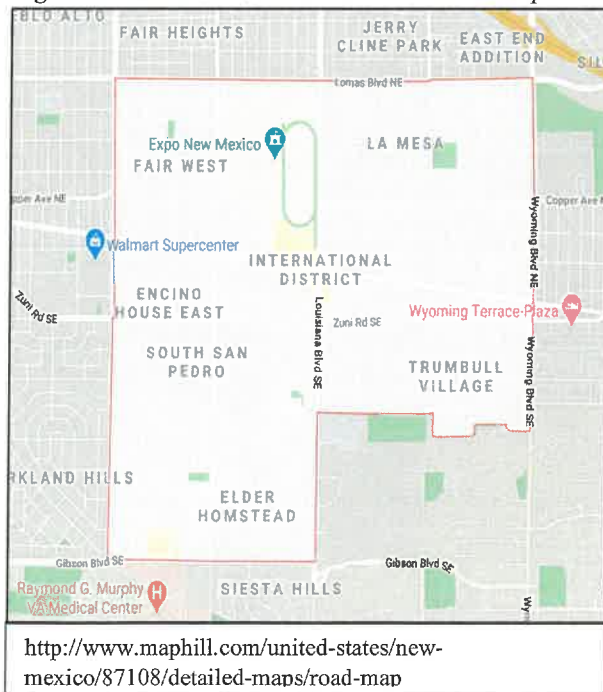 EBLO ALTO
FAIR HEIGHTS
JERRY
CLINE PARK
EAST END
ADDITION
SIL
Lomas Blvd NE
Expo New Mexico
FAIR WEST
LA MESA
pper Ave NE
Copper Ave N
Wyoming Blvd NE
Walmart Supercenter
INTERNATIONAL
DISTRICT
ENCINO
HOUSE EAST
Zuni Rd SE
Louisiana Blvd SE
Zuni Rd SE
Wyoming Terrace Plaza
SOUTH SAN
PEDRO
TRUMBULL
VILLAGE
Wyoming Blvd SE
RKLAND HILLS
ELDER
HOMSTEAD
Gibson Blvd SE
Gibson Blvd SE
Raymond G. Murphy
VA Medical Center
H
SIESTA HILLS
Wy
http://www.maphill.com/united-states/new-
mexico/87108/detailed-maps/road-map